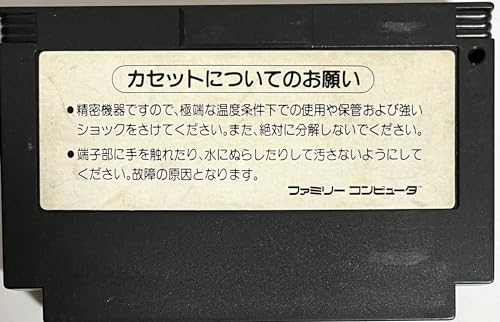 カセットについてのお願い
●精密機器ですので、極端な温度条件下での使用や保管および強い
ショックをさけてください。また、絶対に分解しないでください。
●端子部に手を触れたり、水にぬらしたりして汚さないようにして
ください。故障の原因となります。
ファミリーコンピュータ™